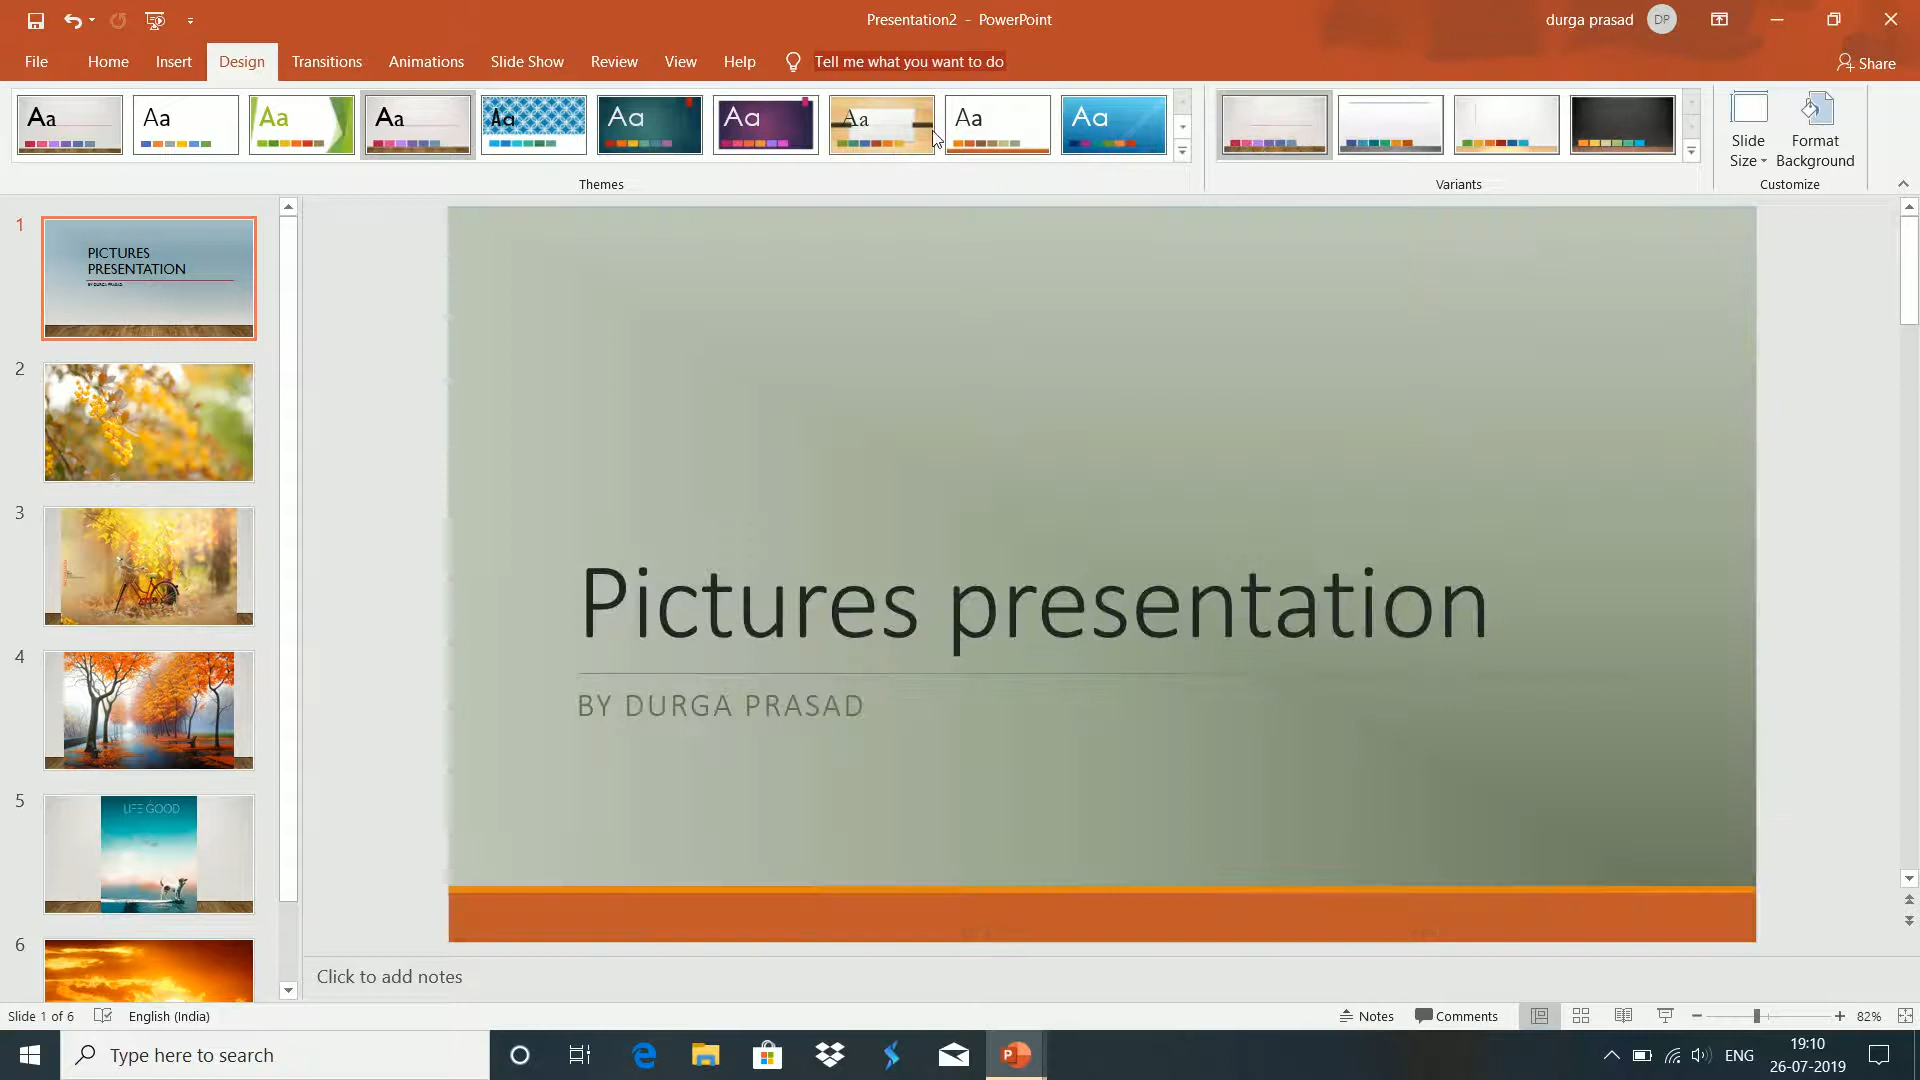 Presentation2 - PowerPoint
durga prasad
DP
File
Home
Insert
Design
Transitions
Animations
Slide Show
Review
View
Help
Tell me what you want to do
Share
Aa
Aa
Aa
Aa
Aa
Aa
Aa
Aa
Aa
Aa
Slide
Size
Format
Background
Themes
Variants
Customize
1
PICTURES
PRESENTATION
BY DURGA PRASAD
2
3
4
5
LIFE GOOD
6
Pictures presentation
BY DURGA PRASAD
Click to add notes
Slide 1 of 6
English (India)
Notes
Comments
82%
Type here to search
P
ENG
19:10
26-07-2019